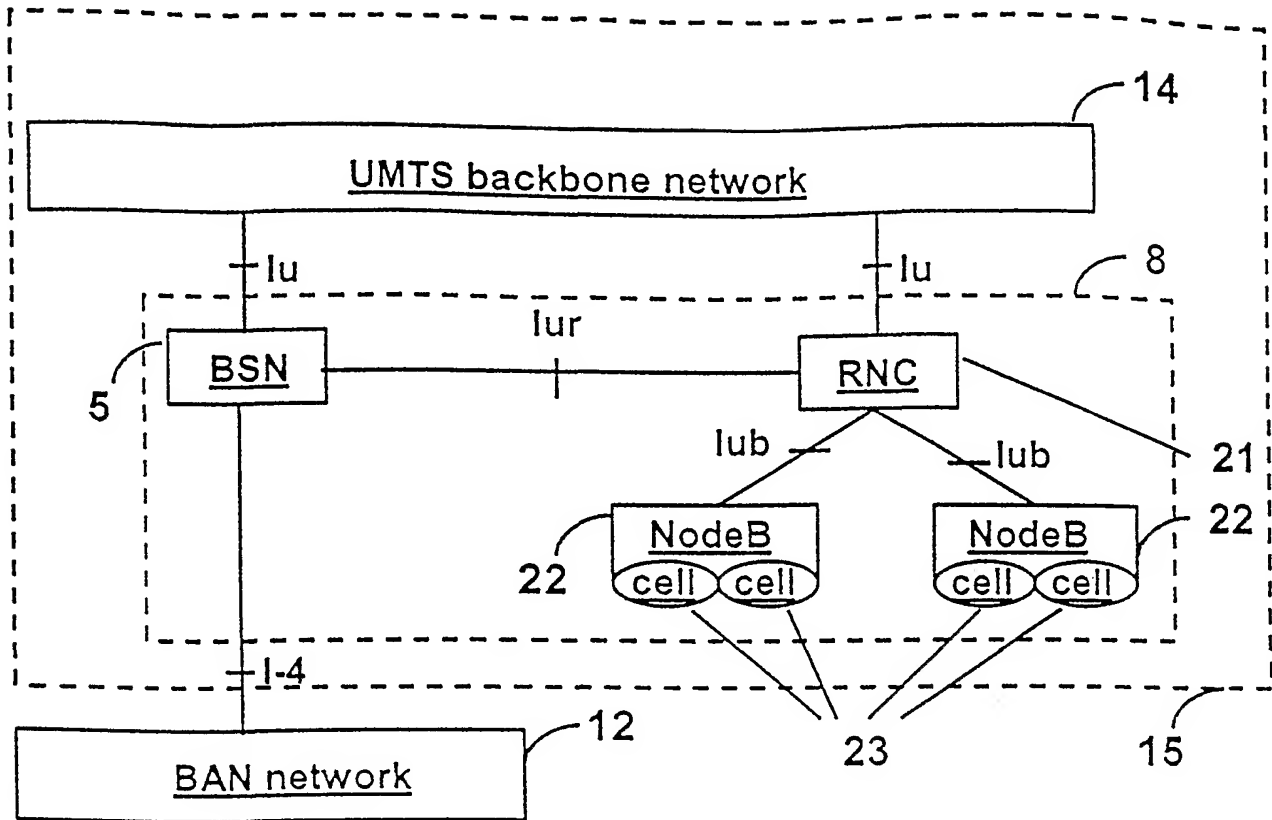 14
UMTS backbone network
Iu
Iu
8
Iur
5
BSN
RNC
Iub
Iub
21
NodeB
NodeB
22
22
cell
cell
cell
cell
I-4
12
23
15
BAN network